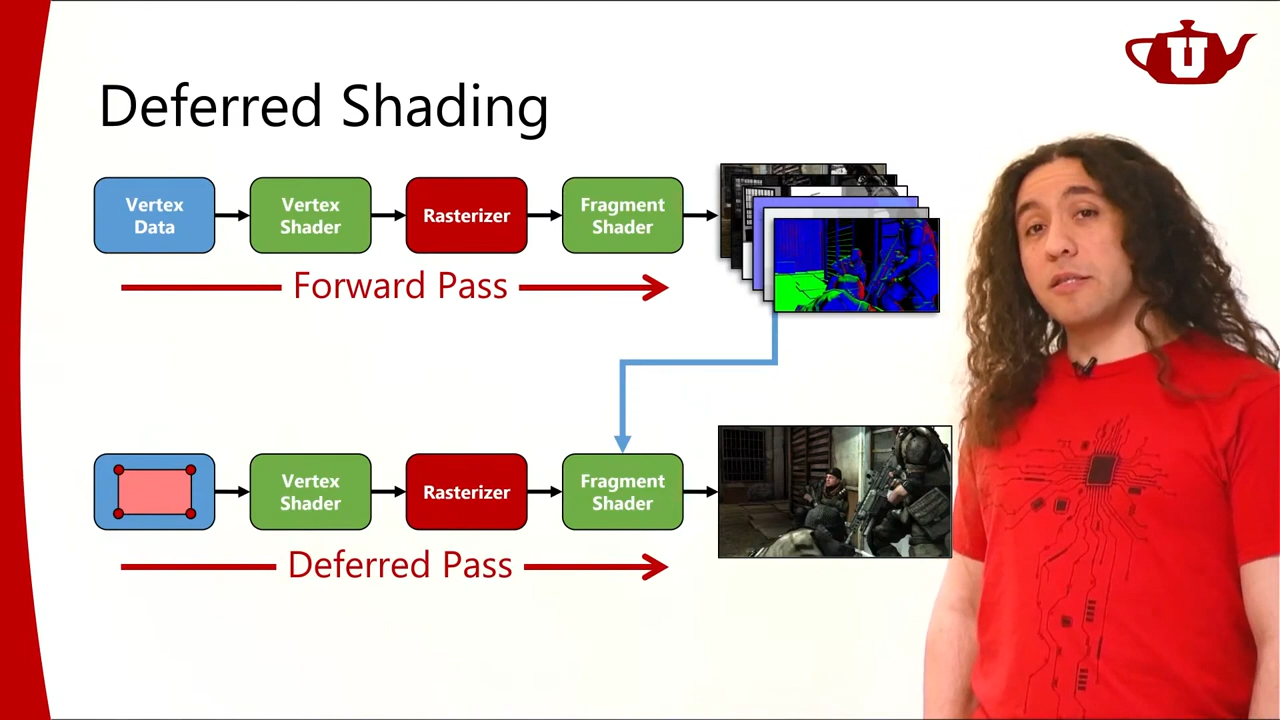 U
Deferred Shading
Vertex
Data
Vertex
Shader
Rasterizer
Fragment
Shader
Forward Pass
Vertex
Shader
Rasterizer
Fragment
Shader
Deferred Pass